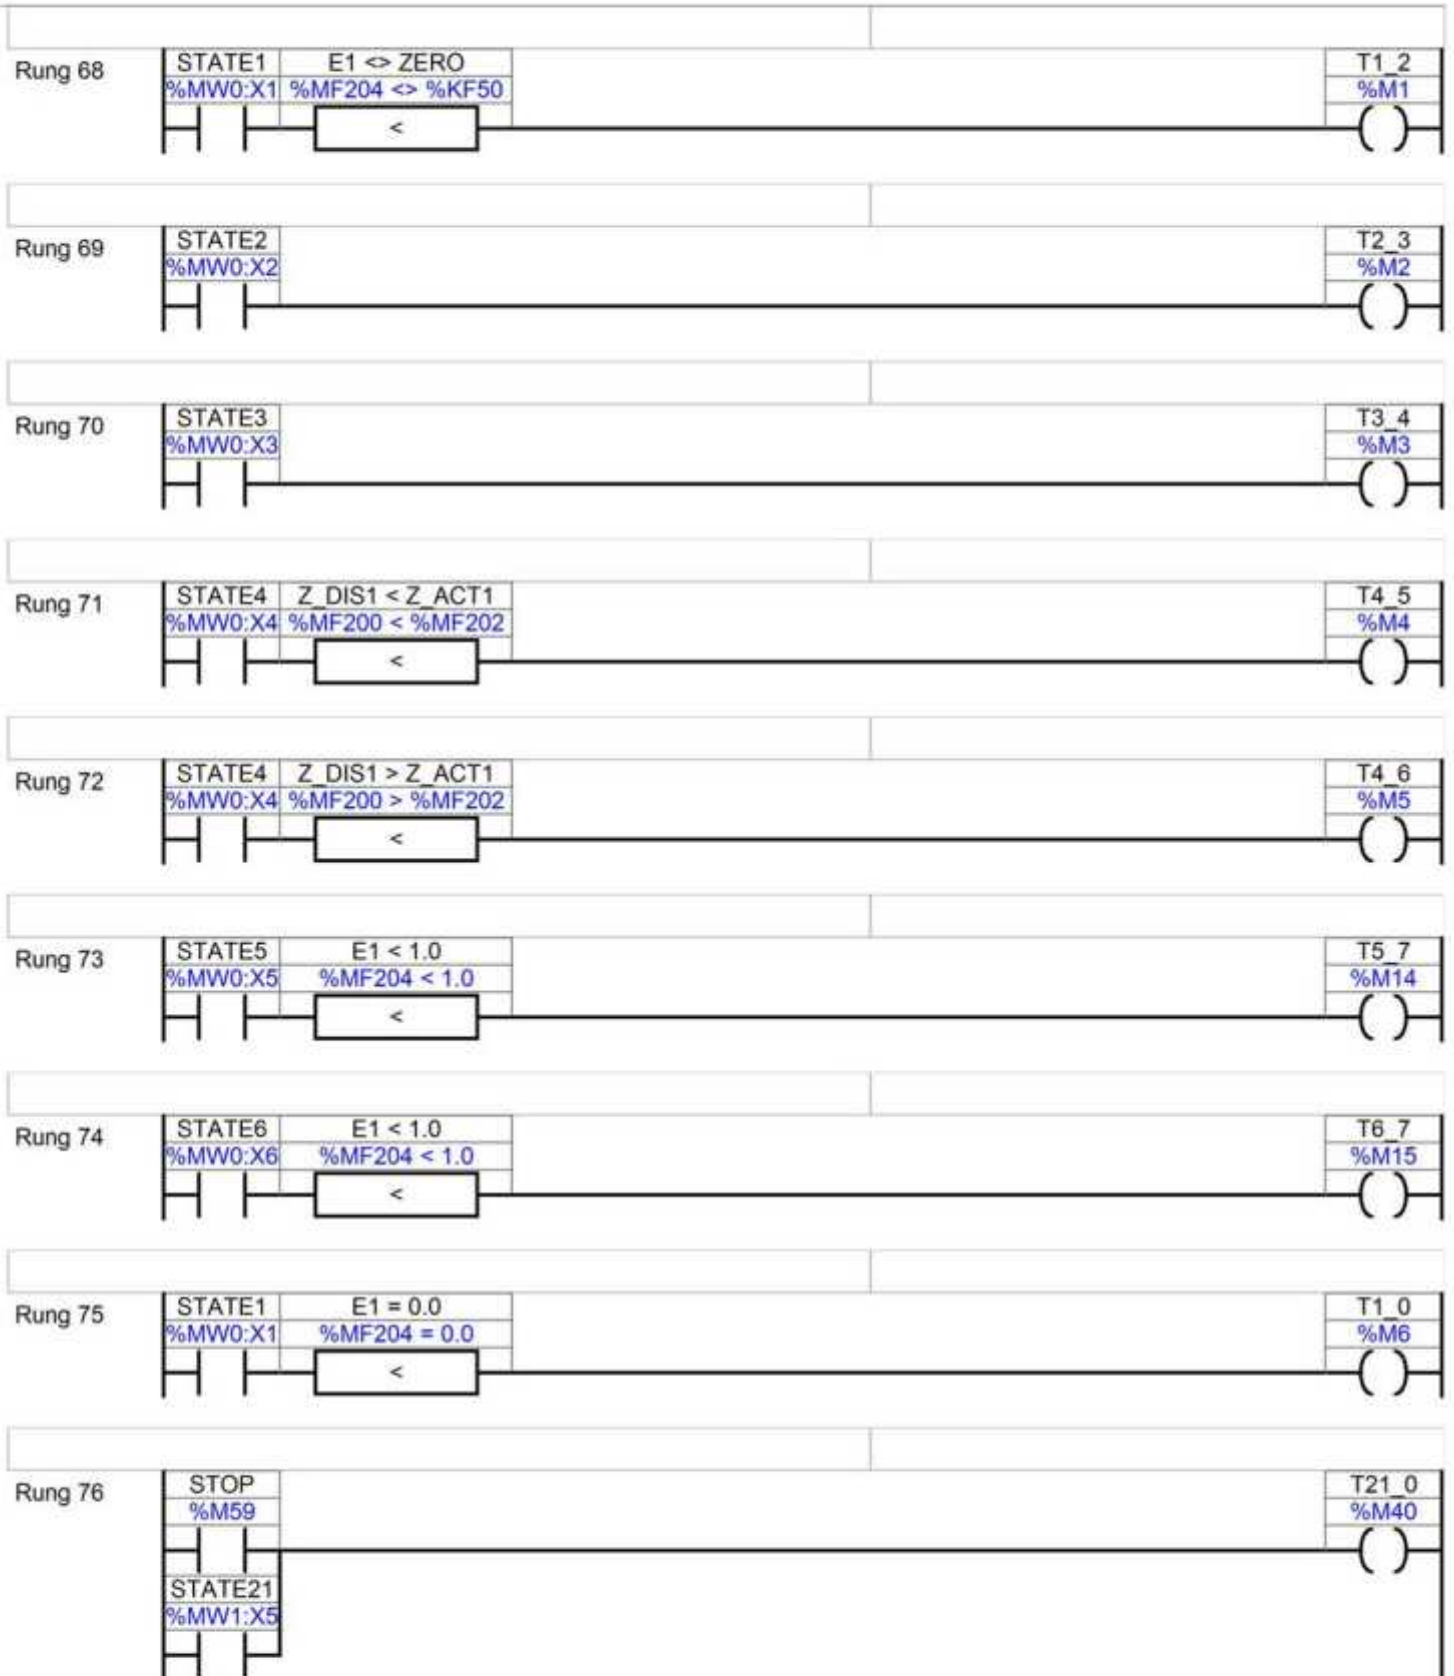 Rung 68
STATE1 E1 <> ZERO T1_2
%MW0:X1 %MF204 <> %KF50 %M1
<
Rung 69
STATE2 T2_3
%MW0:X2 %M2
Rung 70
STATE3 T3_4
%MW0:X3 %M3
Rung 71
STATE4 Z_DIS1 < Z_ACT1 T4_5
%MW0:X4 %MF200 < %MF202 %M4
<
Rung 72
STATE4 Z_DIS1 > Z_ACT1 T4_6
%MW0:X4 %MF200 > %MF202 %M5
<
Rung 73
STATE5 E1 < 1.0 T5_7
%MW0:X5 %MF204 < 1.0 %M14
<
Rung 74
STATE6 E1 < 1.0 T6_7
%MW0:X6 %MF204 < 1.0 %M15
<
Rung 75
STATE1 E1 = 0.0 T1_0
%MW0:X1 %MF204 = 0.0 %M6
<
Rung 76
STOP T21_0
%M59 %M40
STATE21
%MW1:X5